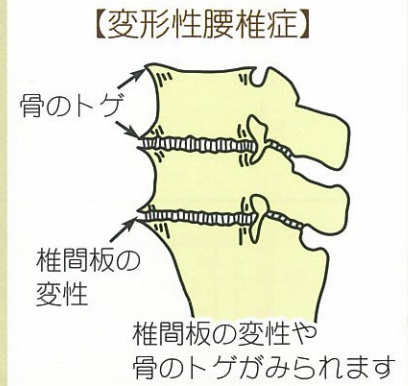 【変形性腰椎症】
骨のトゲ
椎間板の
変性
椎間板の変性や
骨のトゲがみられます